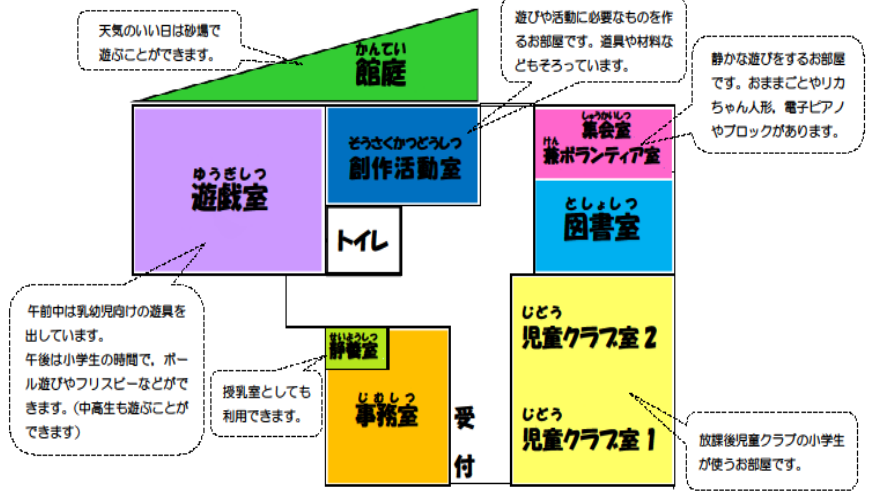 天気のいい日は砂場で
遊ぶことができます。
かんてい
館庭
遊びや活動に必要なものを作
るお部屋です。道具や材料な
どもそろっています。
静かな遊びをするお部屋
です。おままごとやリカ
ちゃん人形、電子ピアノ
やブロックがあります。
ゆうぎしつ
遊戯室
そうさくかつどうしつ
創作活動室
しゅうかいしつ
集会室
けん
兼ボランティア室
としょしつ
図書室
トイレ
午前中は乳幼児向けの遊具を
出しています。
午後は小学生の時間で、ボー
ル遊びやフリスビーなどがで
きます。(中高生も遊ぶことが
できます)
せいようしつ
静養室
授乳室としても
利用できます。
じむしつ
事務室
受
付
じどう
児童クラブ室2
じどう
児童クラブ室1
放課後児童クラブの小学生
が使うお部屋です。